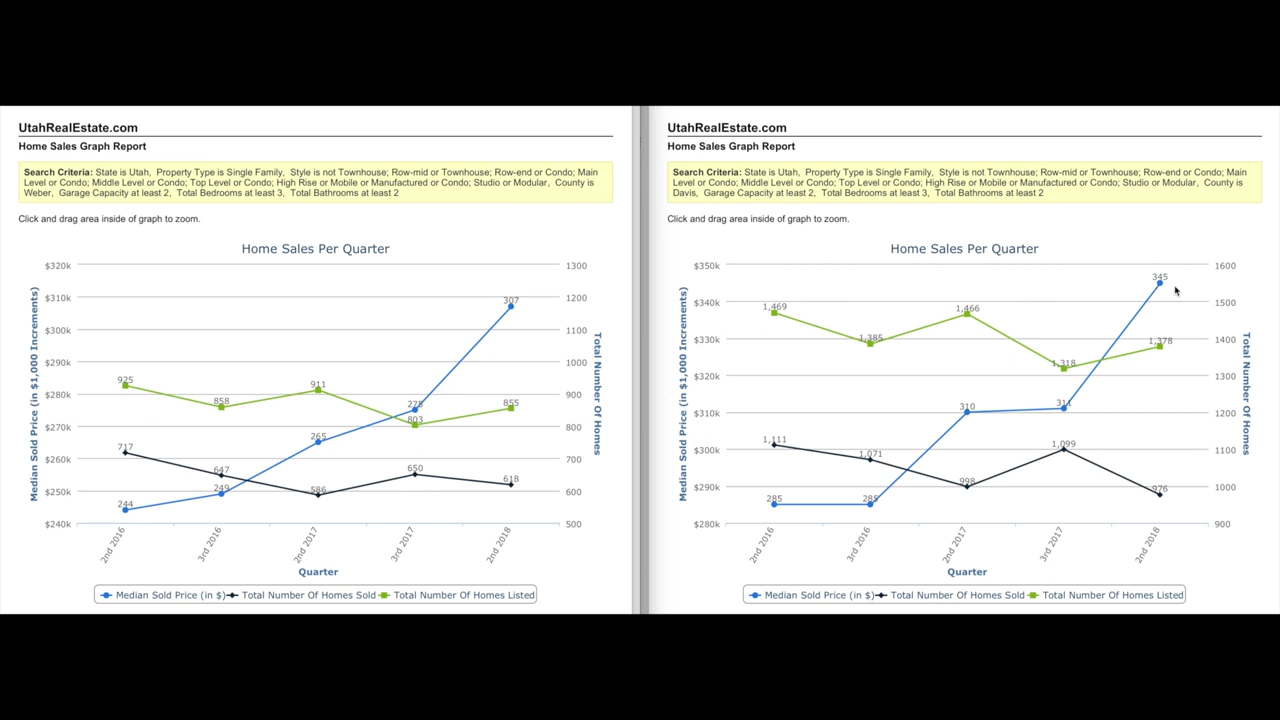 UtahRealEstate.com
Home Sales Graph Report
Search Criteria: State is Utah, Property Type is Single Family, Style is not Townhouse; Row-mid or Townhouse; Row-end or Condo; Main
Level or Condo; Middle Level or Condo; Top Level or Condo; High Rise or Mobile or Manufactured or Condo; Studio or Modular, County is
Weber, Garage Capacity at least 2, Total Bedrooms at least 3, Total Bathrooms at least 2
Click and drag area inside of graph to zoom.
Home Sales Per Quarter
Median Sold Price (in $1,000 Increments)
$320k
$310k
$300k
$290k
$280k
$270k
$260k
$250k
$240k
925
858
911
803
855
717
647
586
650
618
244
249
265
275
307
1300
1200
1100
1000
900
800
700
600
500
Total Number Of Homes
2nd 2016
3rd 2016
2nd 2017
3rd 2017
2nd 2018
Quarter
Median Sold Price (in $) Total Number Of Homes Sold Total Number Of Homes Listed
UtahRealEstate.com
Home Sales Graph Report
Search Criteria: State is Utah, Property Type is Single Family, Style is not Townhouse; Row-mid or Townhouse; Row-end or Condo; Main
Level or Condo; Middle Level or Condo; Top Level or Condo; High Rise or Mobile or Manufactured or Condo; Studio or Modular, County is
Davis, Garage Capacity at least 2, Total Bedrooms at least 3, Total Bathrooms at least 2
Click and drag area inside of graph to zoom.
Home Sales Per Quarter
Median Sold Price (in $1,000 Increments)
$350k
$340k
$330k
$320k
$310k
$300k
$290k
$280k
1,469
1,385
1,466
1,318
1,378
1,111
1,071
998
1,099
976
285
285
310
311
345
1600
1500
1400
1300
1200
1100
1000
900
Total Number Of Homes
2nd 2016
3rd 2016
2nd 2017
3rd 2017
2nd 2018
Quarter
Median Sold Price (in $) Total Number Of Homes Sold Total Number Of Homes Listed